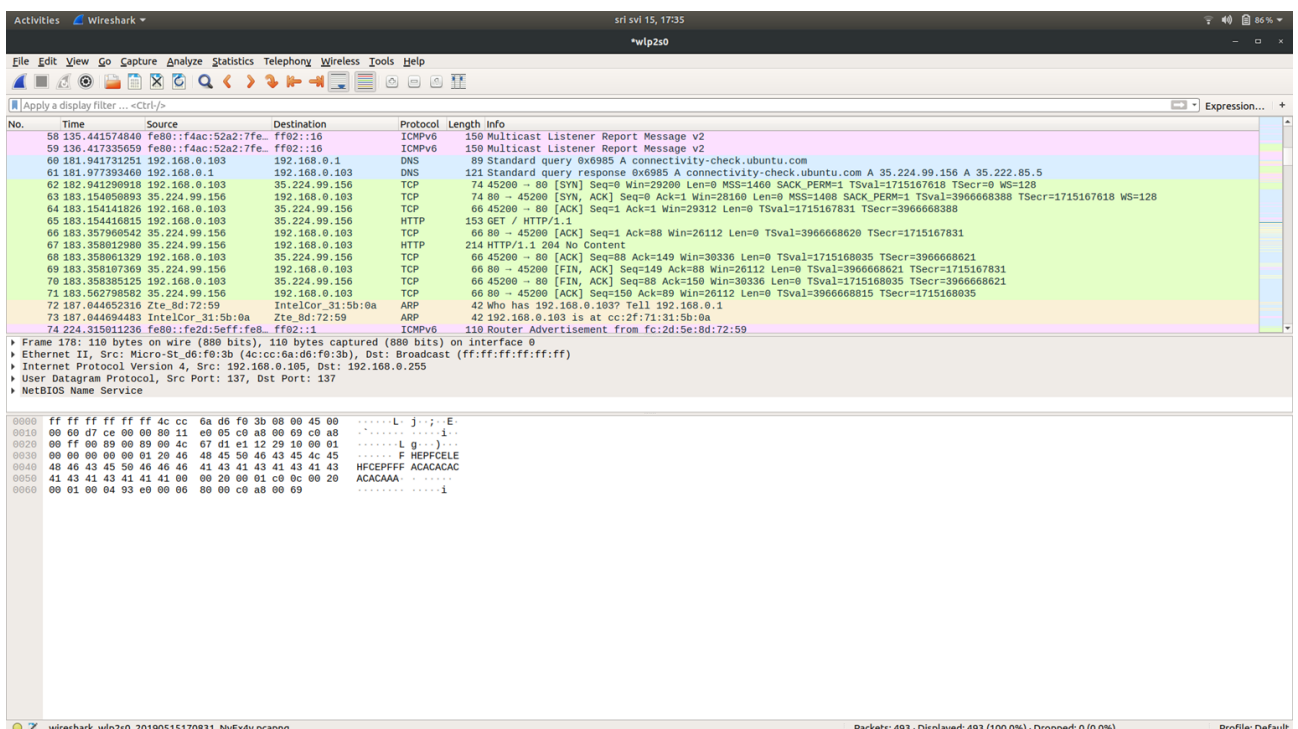 Activities Wireshark sri svi 15, 17:35 86 %
*wlp2s0
File Edit View Go Capture Analyze Statistics Telephony Wireless Tools Help
Apply a display filter ... <Ctrl-/> Expression... +
No. Time Source Destination Protocol Length Info
58 135.441574840 fe80::f4ac:52a2:7fe… ff02::16 ICMPv6 150 Multicast Listener Report Message v2
59 136.417335659 fe80::f4ac:52a2:7fe… ff02::16 ICMPv6 150 Multicast Listener Report Message v2
60 181.941731251 192.168.0.103 192.168.0.1 DNS 89 Standard query 0x6985 A connectivity-check.ubuntu.com
61 181.977393460 192.168.0.1 192.168.0.103 DNS 121 Standard query response 0x6985 A connectivity-check.ubuntu.com A 35.224.99.156 A 35.222.85.5
62 182.941290918 192.168.0.103 35.224.99.156 TCP 74 45200 → 80 [SYN] Seq=0 Win=29200 Len=0 MSS=1460 SACK_PERM=1 TSval=1715167618 TSecr=0 WS=128
63 183.154050893 35.224.99.156 192.168.0.103 TCP 74 80 → 45200 [SYN, ACK] Seq=0 Ack=1 Win=28160 Len=0 MSS=1408 SACK_PERM=1 TSval=3966668388 TSecr=1715167618 WS=128
64 183.154141826 192.168.0.103 35.224.99.156 TCP 66 45200 → 80 [ACK] Seq=1 Ack=1 Win=29312 Len=0 TSval=1715167831 TSecr=3966668388
65 183.154416815 192.168.0.103 35.224.99.156 HTTP 153 GET / HTTP/1.1
66 183.357960542 35.224.99.156 192.168.0.103 TCP 66 80 → 45200 [ACK] Seq=1 Ack=88 Win=26112 Len=0 TSval=3966668620 TSecr=1715167831
67 183.358012980 35.224.99.156 192.168.0.103 HTTP 214 HTTP/1.1 204 No Content
68 183.358061329 192.168.0.103 35.224.99.156 TCP 66 45200 → 80 [ACK] Seq=88 Ack=149 Win=30336 Len=0 TSval=1715168035 TSecr=3966668621
69 183.358107369 35.224.99.156 192.168.0.103 TCP 66 80 → 45200 [FIN, ACK] Seq=149 Ack=88 Win=26112 Len=0 TSval=3966668621 TSecr=1715167831
70 183.358385125 192.168.0.103 35.224.99.156 TCP 66 45200 → 80 [FIN, ACK] Seq=88 Ack=150 Win=30336 Len=0 TSval=1715168035 TSecr=3966668621
71 183.562798582 35.224.99.156 192.168.0.103 TCP 66 80 → 45200 [ACK] Seq=150 Ack=89 Win=26112 Len=0 TSval=3966668815 TSecr=1715168035
72 187.044652316 Zte_8d:72:59 IntelCor_31:5b:0a ARP 42 Who has 192.168.0.103? Tell 192.168.0.1
73 187.044694483 IntelCor_31:5b:0a Zte_8d:72:59 ARP 42 192.168.0.103 is at cc:2f:71:31:5b:0a
74 224.315011236 fe80::fe2d:5eff:fe8… ff02::1 ICMPv6 110 Router Advertisement from fc:2d:5e:8d:72:59
Frame 178: 110 bytes on wire (880 bits), 110 bytes captured (880 bits) on interface 0
Ethernet II, Src: Micro-St_d6:f0:3b (4c:cc:6a:d6:f0:3b), Dst: Broadcast (ff:ff:ff:ff:ff:ff)
Internet Protocol Version 4, Src: 192.168.0.105, Dst: 192.168.0.255
User Datagram Protocol, Src Port: 137, Dst Port: 137
NetBIOS Name Service
0000 ff ff ff ff ff ff 4c cc 6a d6 f0 3b 08 00 45 00 ······L· j··;··E·
0010 00 60 d7 ce 00 00 80 11 e0 05 c0 a8 00 69 c0 a8 ·`······ ·····i··
0020 00 ff 00 89 00 89 00 4c 67 d1 e1 12 29 10 00 01 ·······L g···)···
0030 00 00 00 00 00 01 20 46 48 45 50 46 43 45 4c 45 ······ F HEPFCELE
0040 48 46 43 45 50 46 46 46 41 43 41 43 41 43 41 43 HFCEPFFF ACACACAC
0050 41 43 41 43 41 41 41 00 00 20 00 01 c0 0c 00 20 ACACAAA· · ·····
0060 00 01 00 04 93 e0 00 06 80 00 c0 a8 00 69 ········ ·····i
wireshark_wlp2s0_20190515170831_NyEx4y.pcapng Packets: 493 · Displayed: 493 (100.0%) · Dropped: 0 (0.0%) Profile: Default